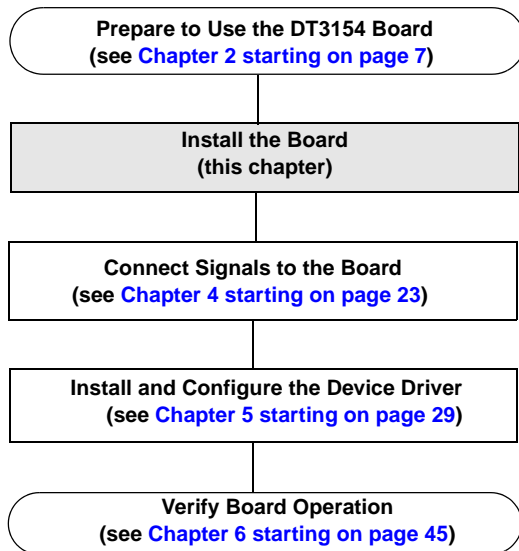 Prepare to Use the DT3154 Board
(see Chapter 2 starting on page 7)
Install the Board
(this chapter)
Connect Signals to the Board
(see Chapter 4 starting on page 23)
Install and Configure the Device Driver
(see Chapter 5 starting on page 29)
Verify Board Operation
(see Chapter 6 starting on page 45)